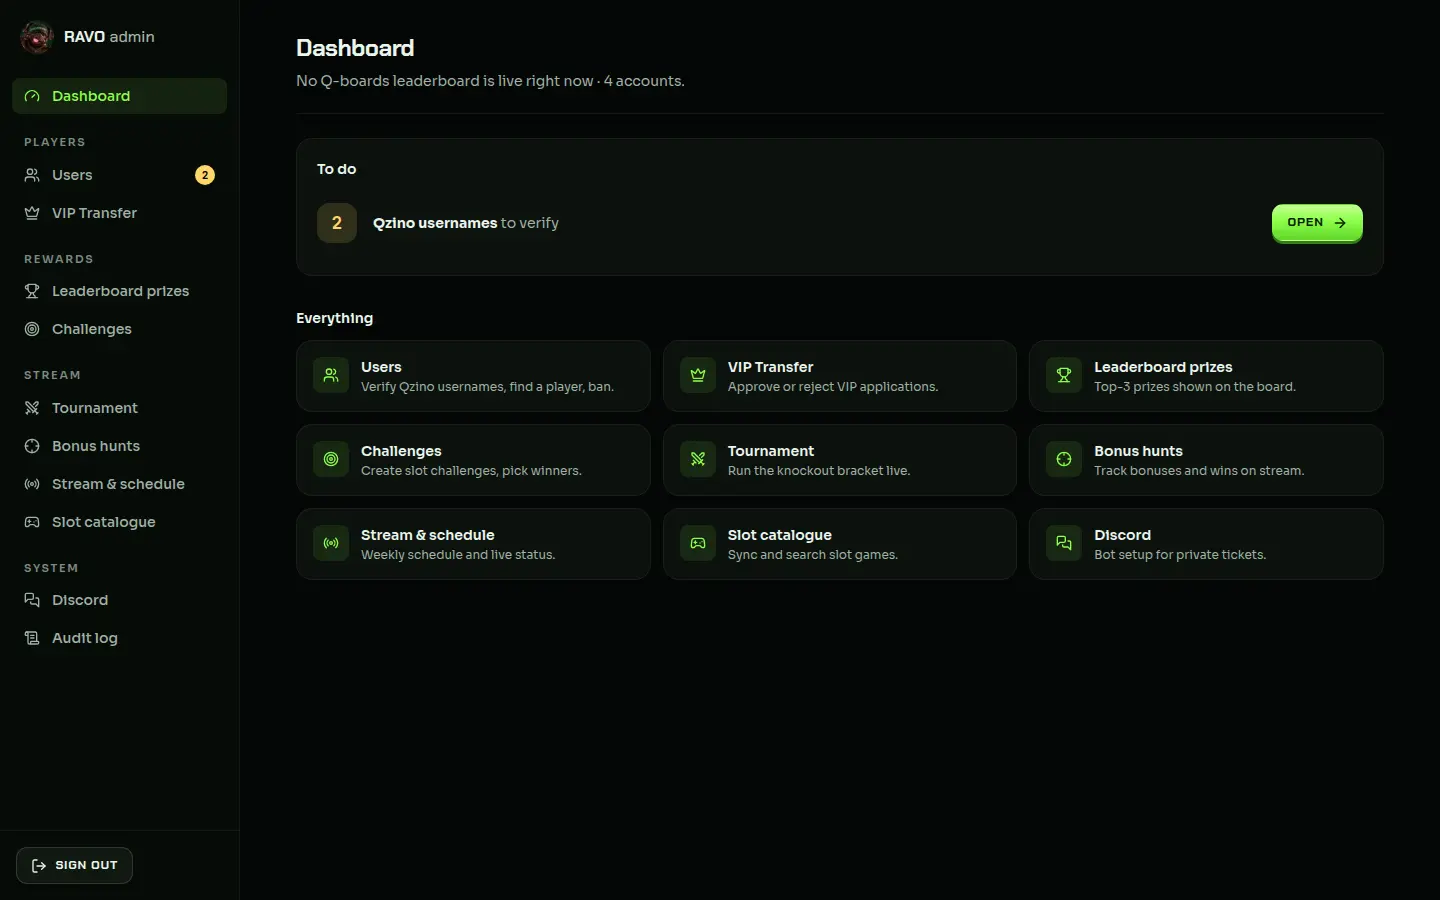 RAVO admin
Dashboard
PLAYERS
Users
2
VIP Transfer
REWARDS
Leaderboard prizes
Challenges
STREAM
Tournament
Bonus hunts
Stream & schedule
Slot catalogue
SYSTEM
Discord
Audit log
SIGN OUT
Dashboard
No Q-boards leaderboard is live right now · 4 accounts.
To do
2
Qzino usernames to verify
OPEN
Everything
Users
Verify Qzino usernames, find a player, ban.
VIP Transfer
Approve or reject VIP applications.
Leaderboard prizes
Top-3 prizes shown on the board.
Challenges
Create slot challenges, pick winners.
Tournament
Run the knockout bracket live.
Bonus hunts
Track bonuses and wins on stream.
Stream & schedule
Weekly schedule and live status.
Slot catalogue
Sync and search slot games.
Discord
Bot setup for private tickets.